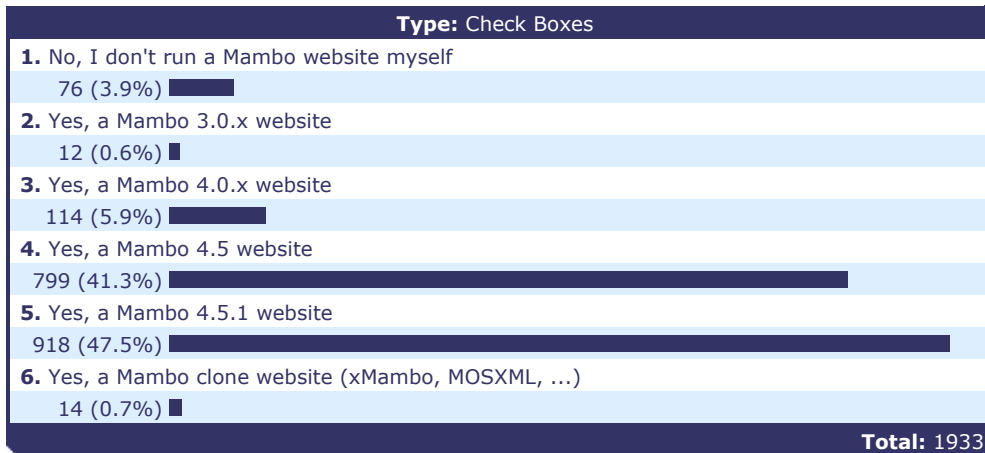 Type: Check Boxes
1. No, I don't run a Mambo website myself
76 (3.9%)
2. Yes, a Mambo 3.0.x website
12 (0.6%)
3. Yes, a Mambo 4.0.x website
114 (5.9%)
4. Yes, a Mambo 4.5 website
799 (41.3%)
5. Yes, a Mambo 4.5.1 website
918 (47.5%)
6. Yes, a Mambo clone website (xMambo, MOSXML, ...)
14 (0.7%)
Total: 1933